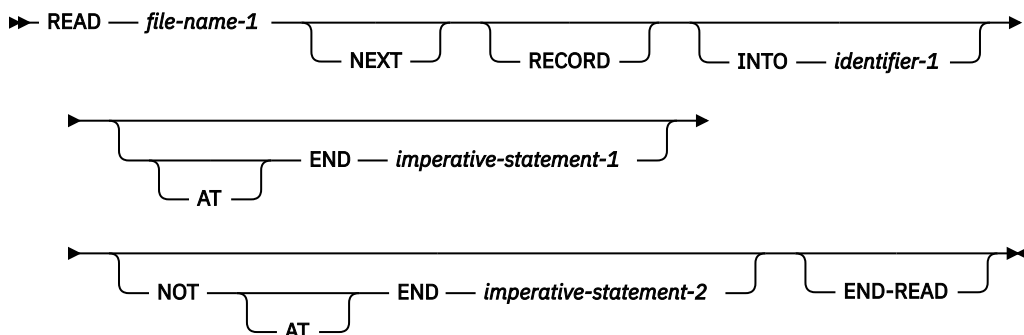 READ file-name-1 NEXT RECORD INTO identifier-1
END imperative-statement-1
AT
NOT END imperative-statement-2 END-READ
AT